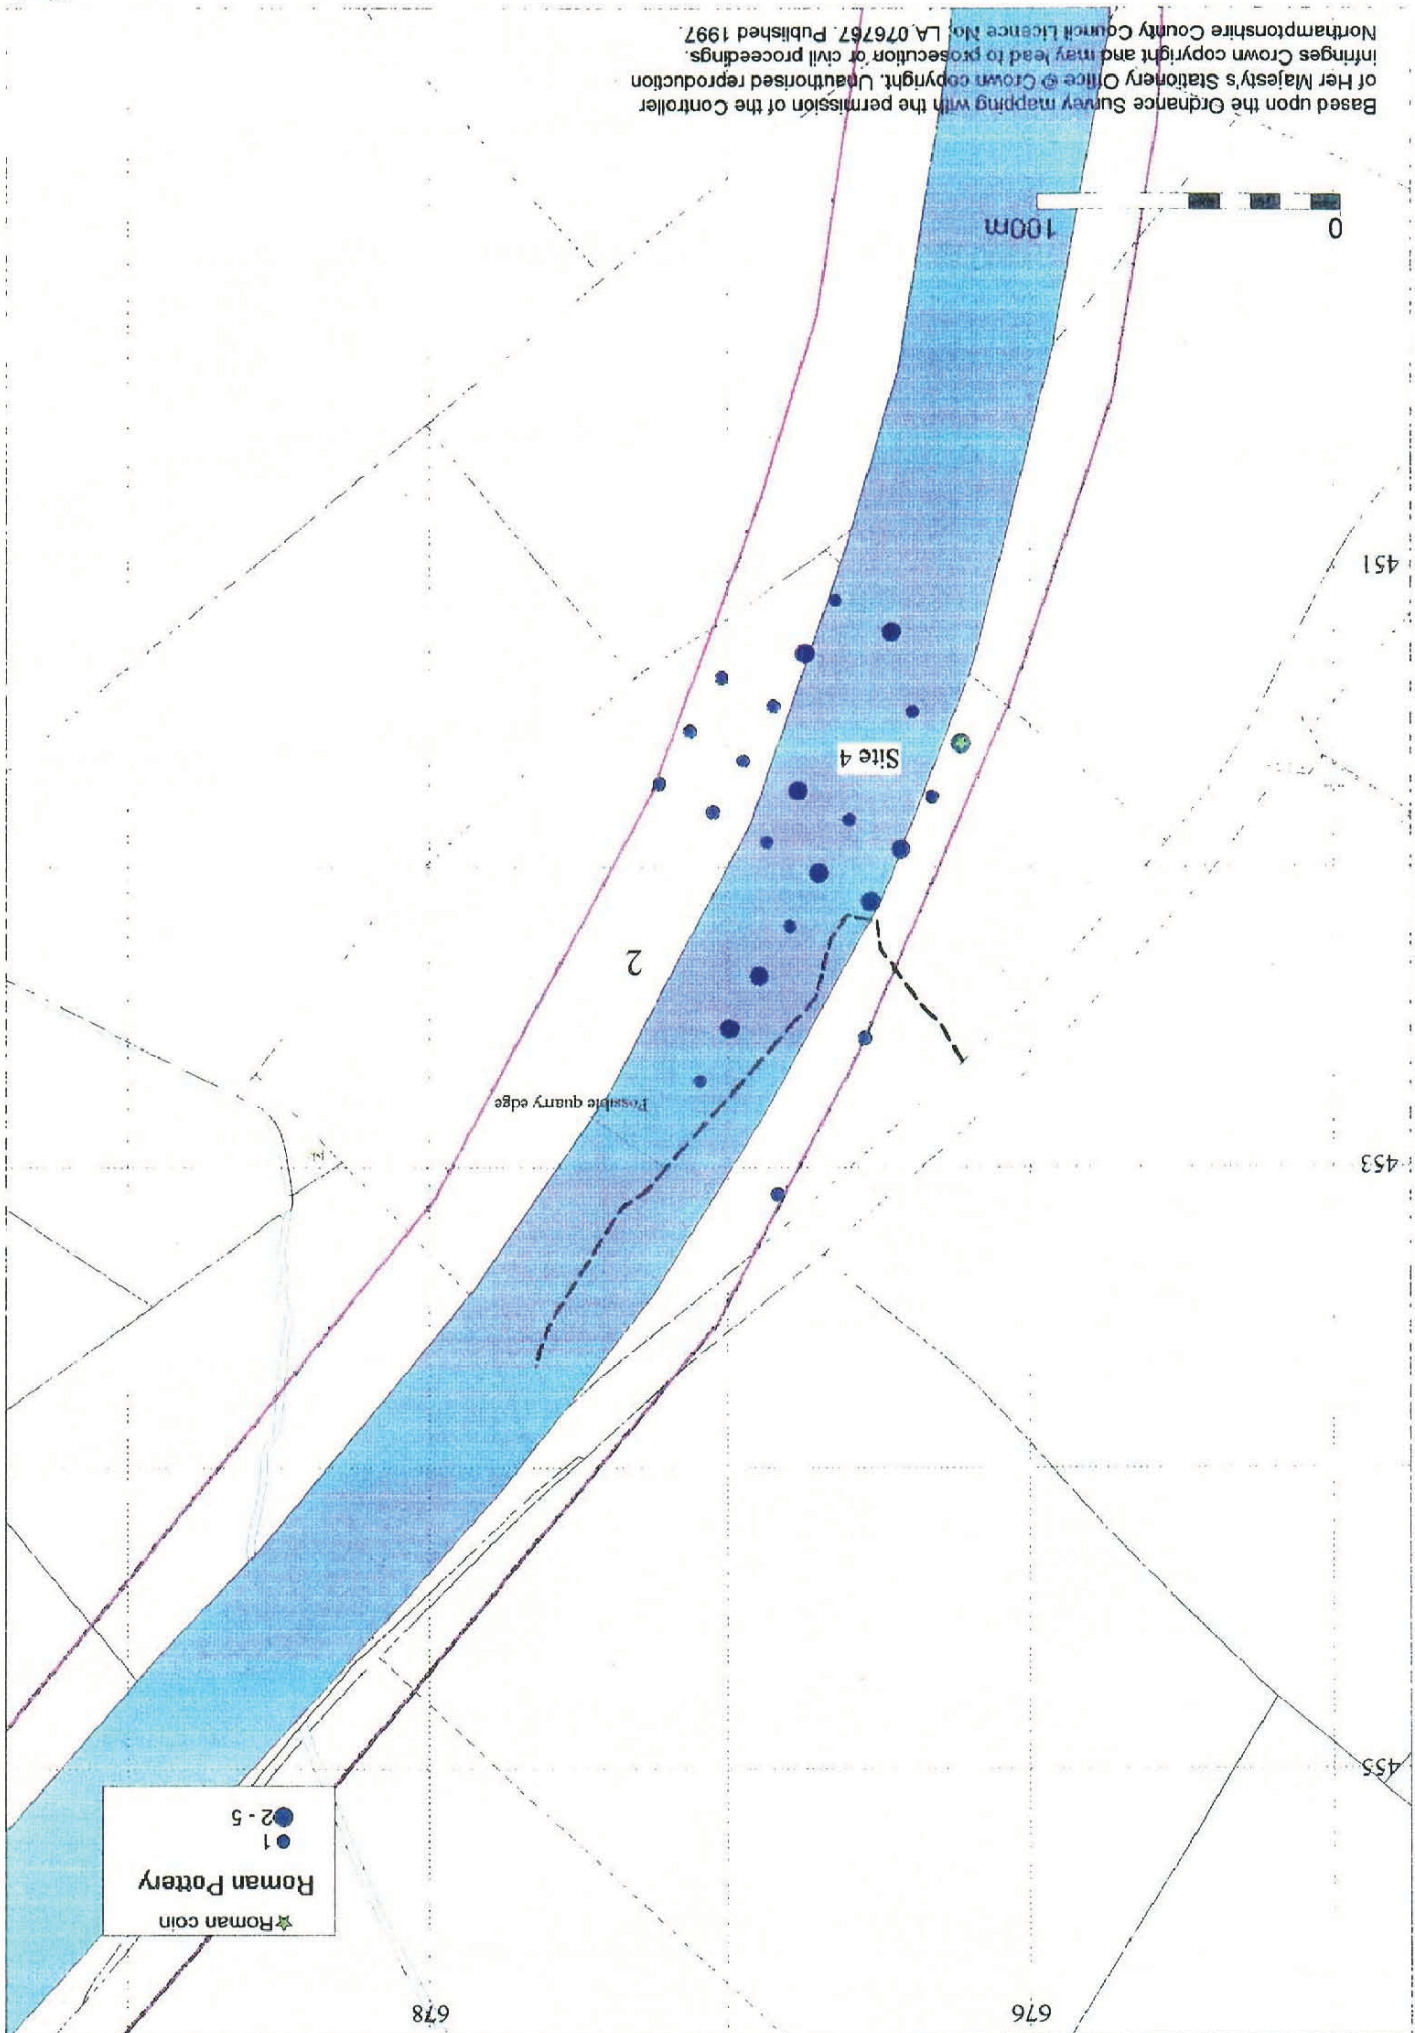 676
678
☆Roman coin
Roman Pottery
1
2 - 5
455
453
Possible quarry edge
2
Site 4
451
0
100m
Based upon the Ordnance Survey mapping with the permission of the Controller
of Her Majesty's Stationery Office © Crown copyright. Unauthorised reproduction
infringes Crown copyright and may lead to prosecution or civil proceedings.
Northamptonshire County Council Licence No. LA 076767. Published 1997.